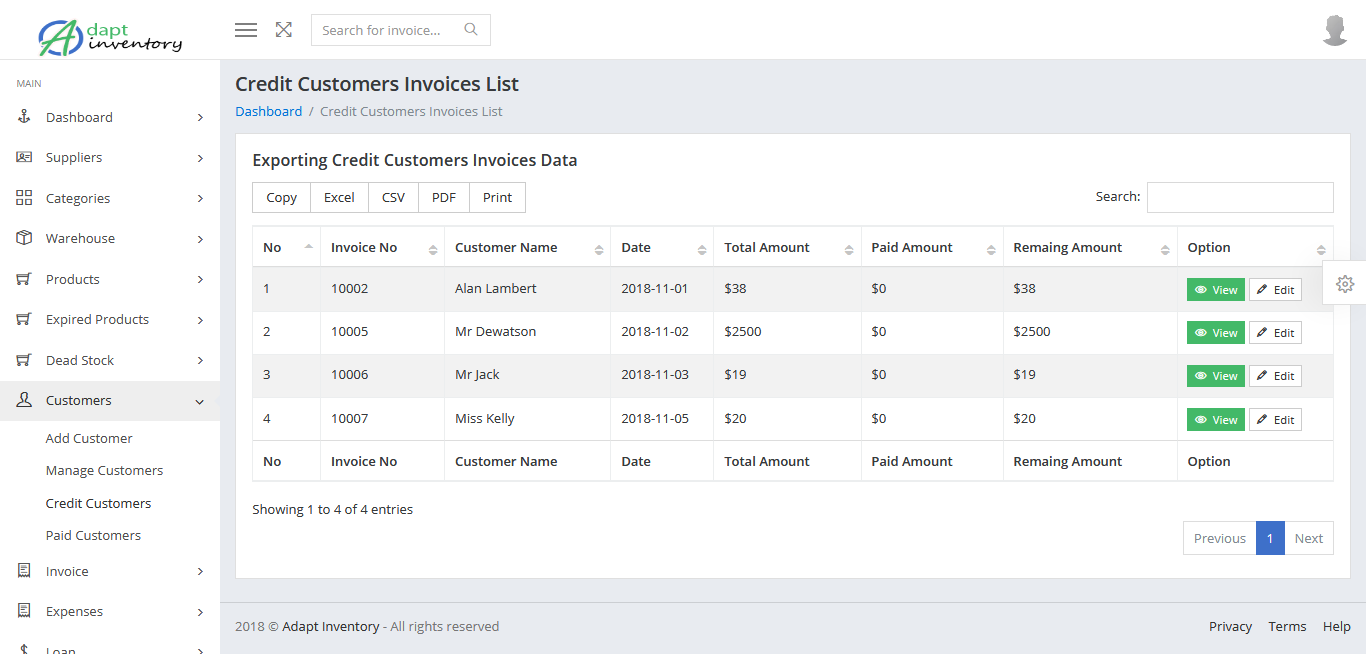 Adapt
inventory
Search for invoice...
MAIN
Dashboard
Suppliers
Categories
Warehouse
Products
Expired Products
Dead Stock
Customers
Add Customer
Manage Customers
Credit Customers
Paid Customers
Invoice
Expenses
Loan
Credit Customers Invoices List
Dashboard / Credit Customers Invoices List
Exporting Credit Customers Invoices Data
Copy Excel CSV PDF Print Search:
No Invoice No Customer Name Date Total Amount Paid Amount Remaing Amount Option
1 10002 Alan Lambert 2018-11-01 $38 $0 $38 View Edit
2 10005 Mr Dewatson 2018-11-02 $2500 $0 $2500 View Edit
3 10006 Mr Jack 2018-11-03 $19 $0 $19 View Edit
4 10007 Miss Kelly 2018-11-05 $20 $0 $20 View Edit
No Invoice No Customer Name Date Total Amount Paid Amount Remaing Amount Option
Showing 1 to 4 of 4 entries
Previous 1 Next
2018 © Adapt Inventory - All rights reserved Privacy Terms Help